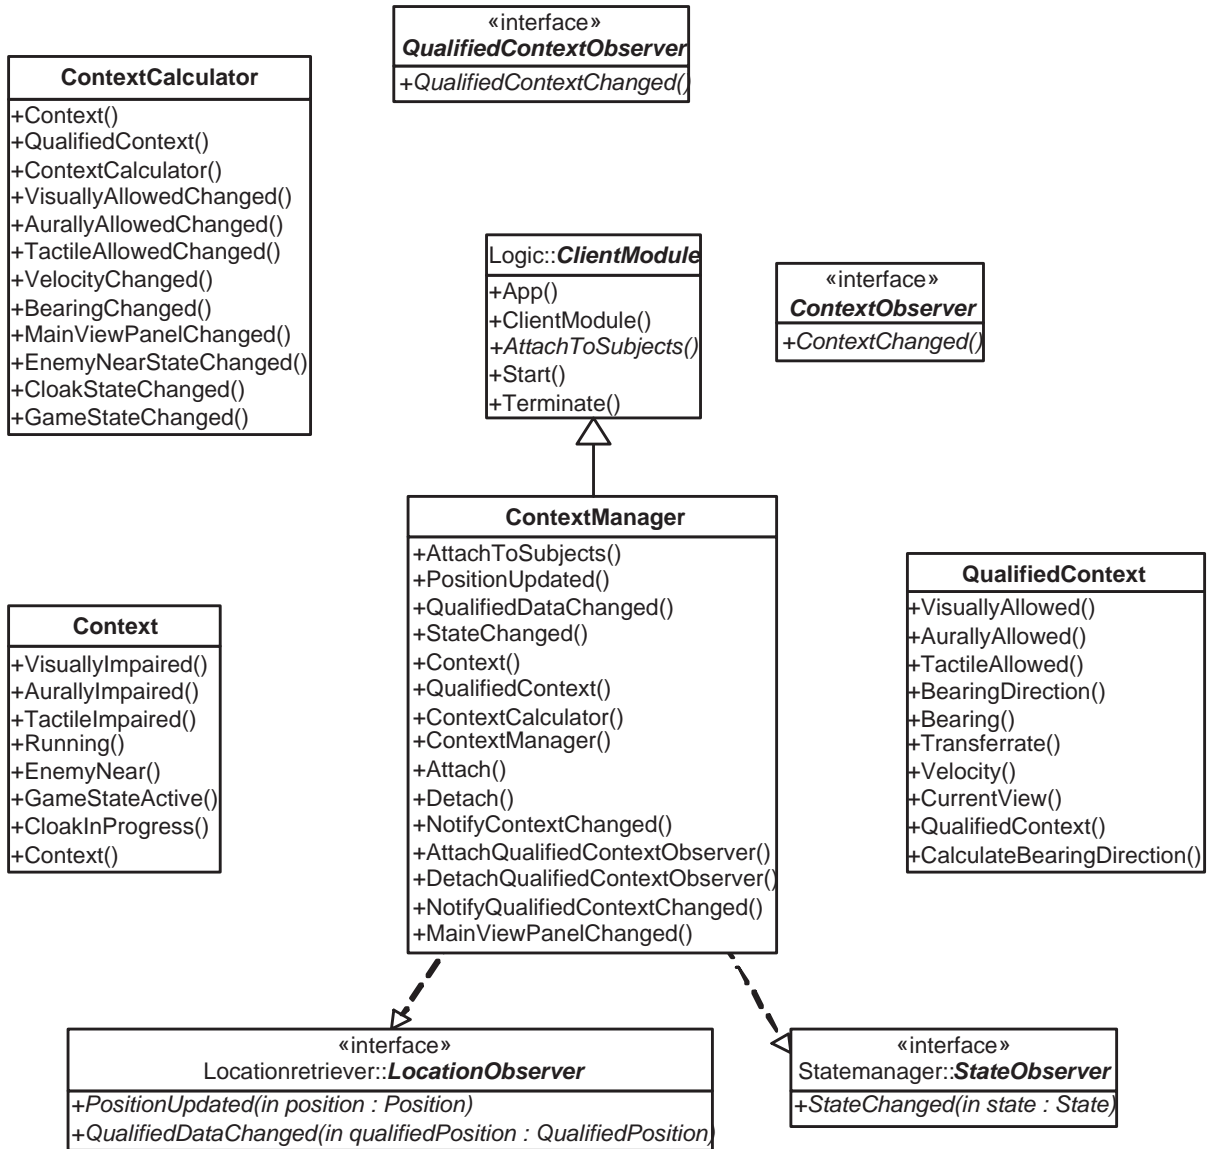 «interface»
QualifiedContextObserver
+QualifiedContextChanged()
ContextCalculator
+Context()
+QualifiedContext()
+ContextCalculator()
+VisuallyAllowedChanged()
+AurallyAllowedChanged()
+TactileAllowedChanged()
+VelocityChanged()
+BearingChanged()
+MainViewPanelChanged()
+EnemyNearStateChanged()
+CloakStateChanged()
+GameStateChanged()
Logic::ClientModule
+App()
+ClientModule()
+AttachToSubjects()
+Start()
+Terminate()
«interface»
ContextObserver
+ContextChanged()
ContextManager
+AttachToSubjects()
+PositionUpdated()
+QualifiedDataChanged()
+StateChanged()
+Context()
+QualifiedContext()
+ContextCalculator()
+ContextManager()
+Attach()
+Detach()
+NotifyContextChanged()
+AttachQualifiedContextObserver()
+DetachQualifiedContextObserver()
+NotifyQualifiedContextChanged()
+MainViewPanelChanged()
Context
+VisuallyImpaired()
+AurallyImpaired()
+TactileImpaired()
+Running()
+EnemyNear()
+GameStateActive()
+CloakInProgress()
+Context()
QualifiedContext
+VisuallyAllowed()
+AurallyAllowed()
+TactileAllowed()
+BearingDirection()
+Bearing()
+Transferrate()
+Velocity()
+CurrentView()
+QualifiedContext()
+CalculateBearingDirection()
«interface»
Locationretriever::LocationObserver
+PositionUpdated(in position : Position)
+QualifiedDataChanged(in qualifiedPosition : QualifiedPosition)
«interface»
Statemanager::StateObserver
+StateChanged(in state : State)